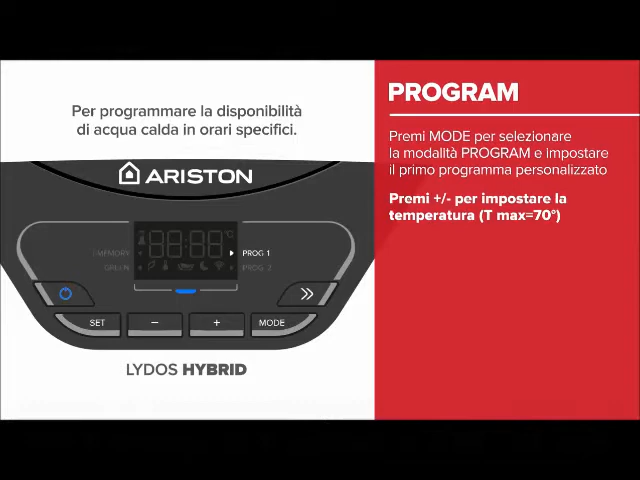 Per programmare la disponibilità
di acqua calda in orari specifici.
ARISTON
88:88
°C
MEMORY
PROG 1
GREEN
PROG 2
SET
−
+
MODE
LYDOS HYBRID
PROGRAM
Premi MODE per selezionare
la modalità PROGRAM e impostare
il primo programma personalizzato
Premi +/- per impostare la
temperatura (T max=70°)